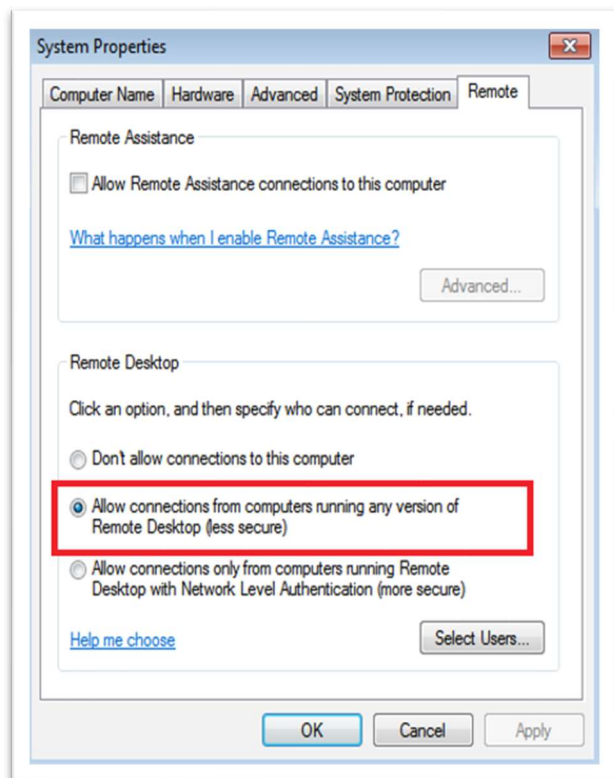 System Properties
Computer Name Hardware Advanced System Protection Remote
Remote Assistance
Allow Remote Assistance connections to this computer
What happens when I enable Remote Assistance?
Advanced...
Remote Desktop
Click an option, and then specify who can connect, if needed.
Don't allow connections to this computer
Allow connections from computers running any version of
Remote Desktop (less secure)
Allow connections only from computers running Remote
Desktop with Network Level Authentication (more secure)
Help me choose
Select Users...
OK Cancel Apply